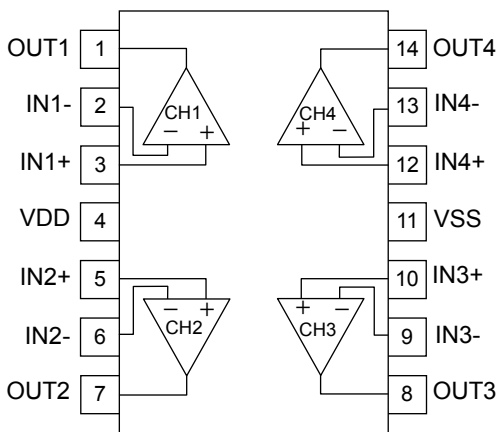 OUT1 1 14 OUT4
IN1- 2 CH1 CH4 13 IN4-
− + + −
IN1+ 3 12 IN4+
VDD 4 11 VSS
IN2+ 5 10 IN3+
− + + −
IN2- 6 CH2 CH3 9 IN3-
OUT2 7 8 OUT3